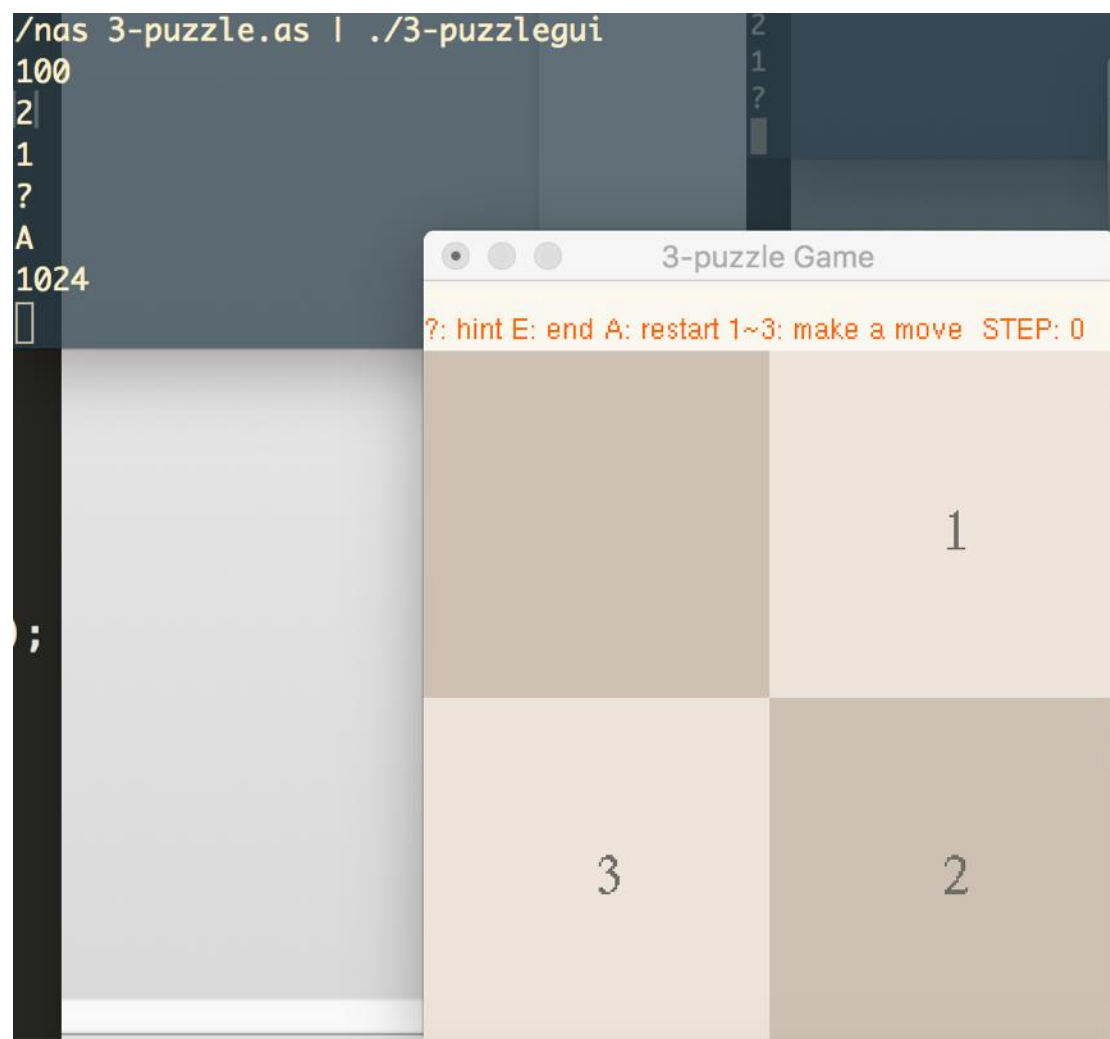 /nas 3-puzzle.as | ./3-puzzlegui
100
2
1
?
A
1024
2
1
?
);
3-puzzle Game
?: hint E: end A: restart 1~3: make a move STEP: 0
1
3 2